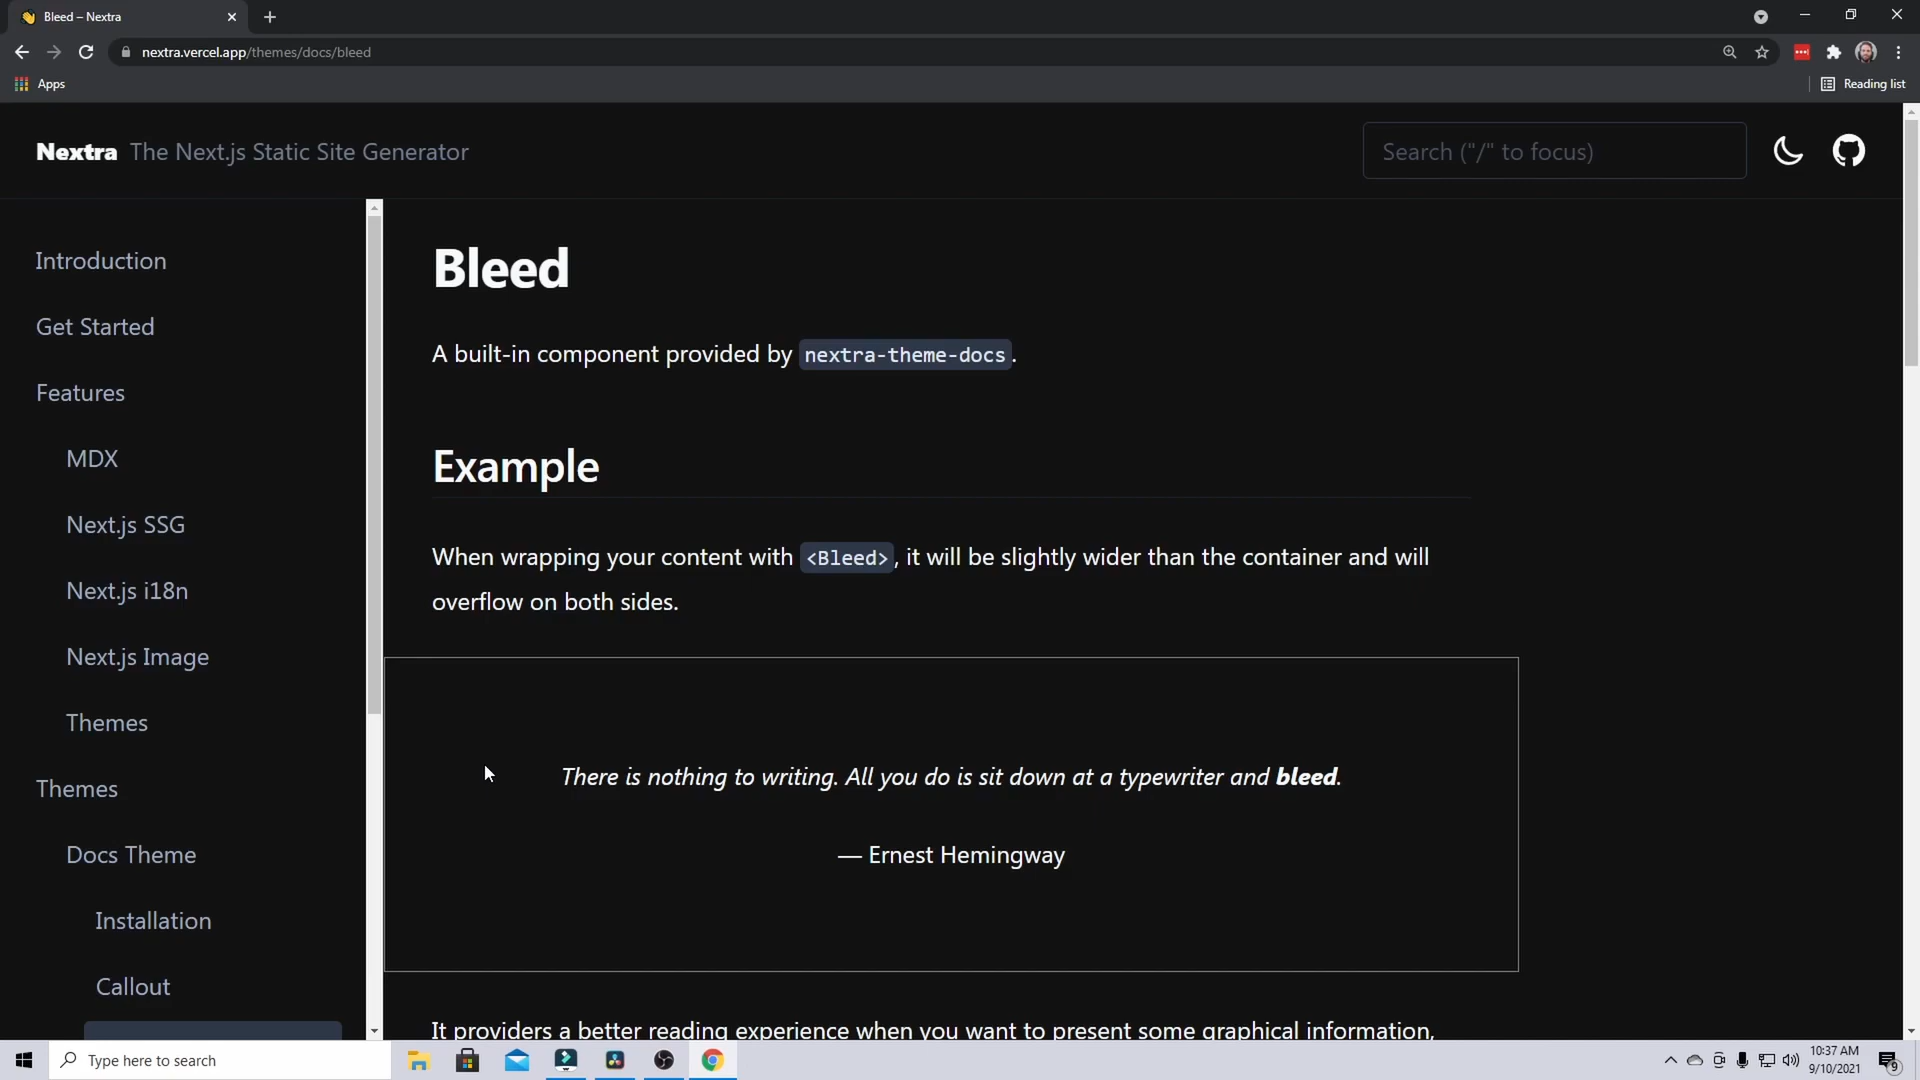 Bleed – Nextra
nextra.vercel.app/themes/docs/bleed
Apps
Reading list
Nextra The Next.js Static Site Generator
Search ("/" to focus)
Introduction
Get Started
Features
MDX
Next.js SSG
Next.js i18n
Next.js Image
Themes
Themes
Docs Theme
Installation
Callout
Bleed
A built-in component provided by nextra-theme-docs.
Example
When wrapping your content with <Bleed>, it will be slightly wider than the container and will
overflow on both sides.
There is nothing to writing. All you do is sit down at a typewriter and bleed.
— Ernest Hemingway
It providers a better reading experience when you want to present some graphical information,
Type here to search
10:37 AM
9/10/2021
9